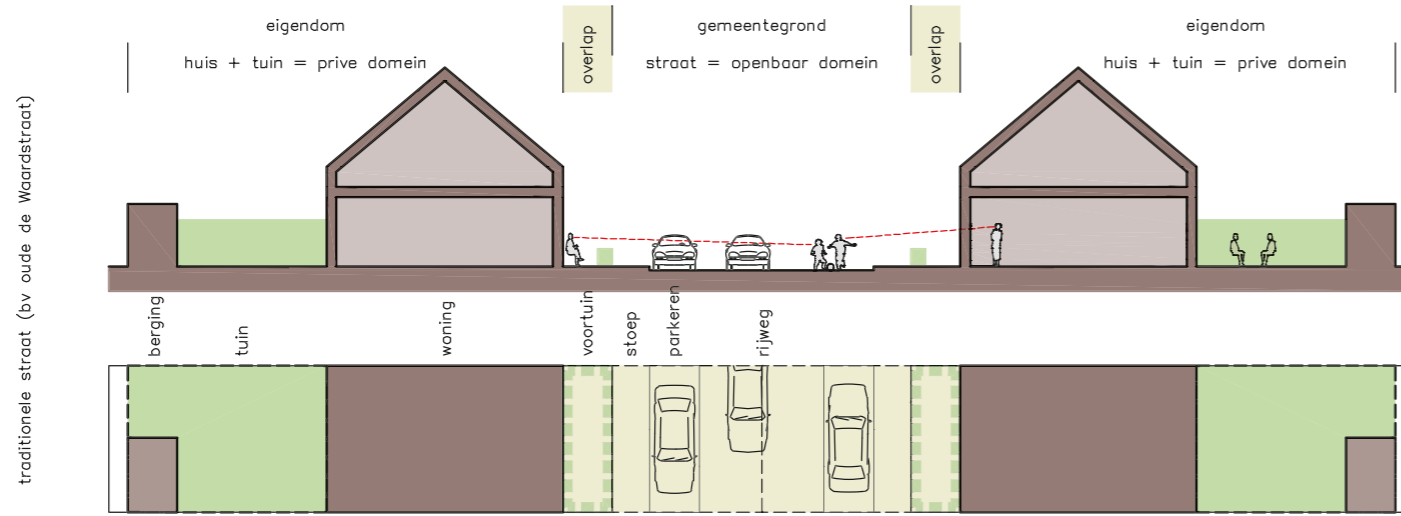 eigendom
overlap
gemeentegrond
overlap
eigendom
huis + tuin = prive domein
straat = openbaar domein
huis + tuin = prive domein
traditionele straat (bv oude de Waardstraat)
berging
tuin
woning
voortuin
stoep
parkeren
rijweg